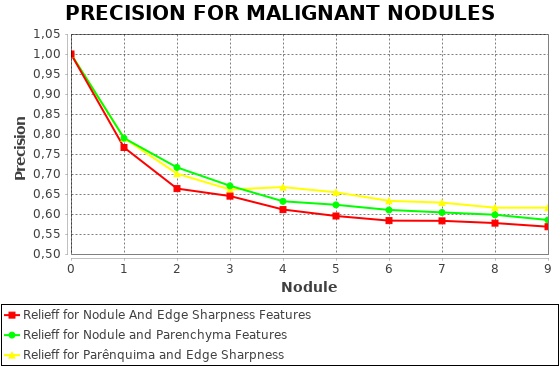 PRECISION FOR MALIGNANT NODULES
1,05
1,00
0,95
0,90
0,85
0,80
0,75
0,70
0,65
0,60
0,55
0,50
Precision
0 1 2 3 4 5 6 7 8 9
Nodule
Relieff for Nodule And Edge Sharpness Features
Relieff for Nodule and Parenchyma Features
Relieff for Parênquima and Edge Sharpness